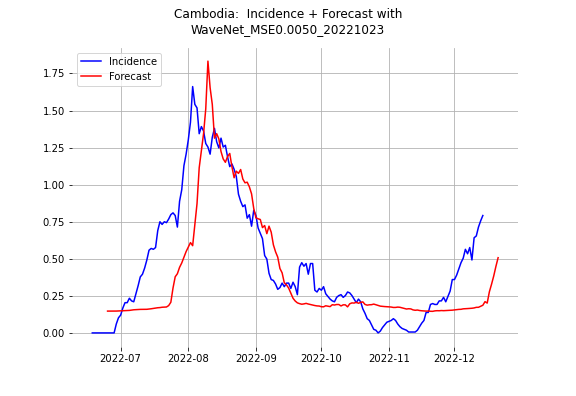 Cambodia:  Incidence + Forecast with
WaveNet_MSE0.0050_20221023
Incidence
Forecast
1.75
1.50
1.25
1.00
0.75
0.50
0.25
0.00
2022-07 2022-08 2022-09 2022-10 2022-11 2022-12